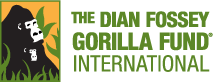 THE DIAN FOSSEY
GORILLA FUND®
INTERNATIONAL